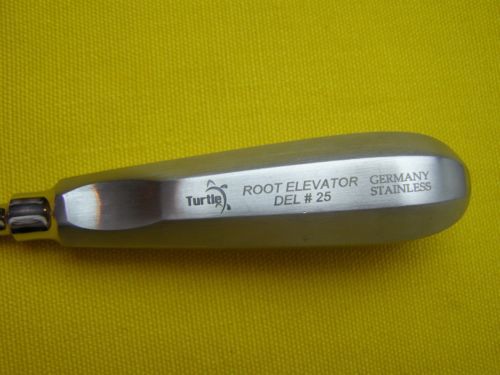 Turtle
ROOT ELEVATOR
DEL # 25
GERMANY
STAINLESS